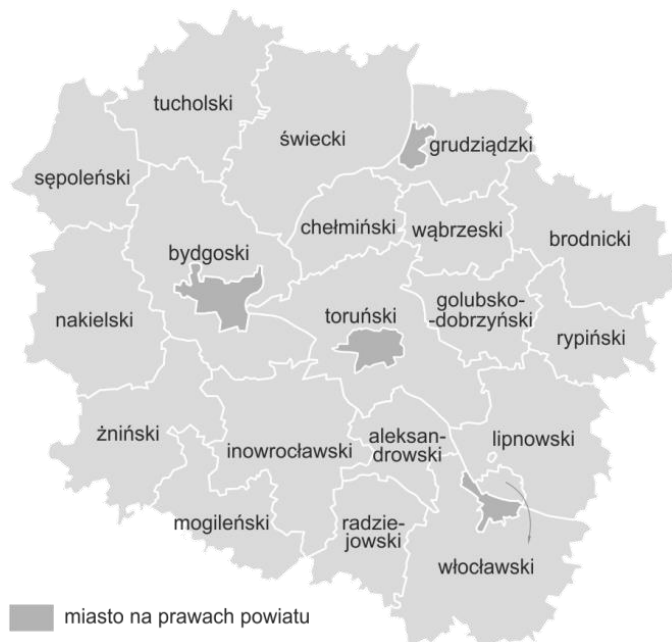 tucholski
świecki
grudziądzki
sępoleński
chełmiński
wąbrzeski
brodnicki
bydgoski
nakielski
toruński
golubsko-
-dobrzyński
rypiński
żniński
inowrocławski
aleksan-
drowski
lipnowski
mogileński
radzie-
jowski
włocławski
miasto na prawach powiatu